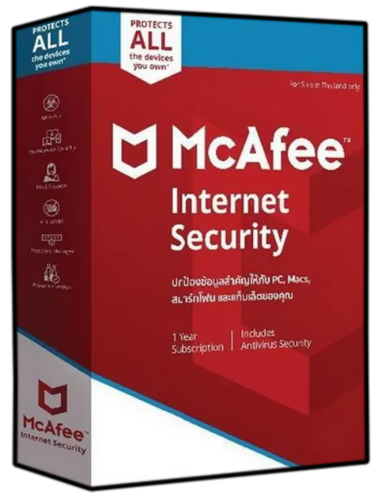 PROTECTS
ALL
the devices
you own*
PROTECTS
ALL
the devices
you own*
For Sale in Thailand only
McAfee™
Internet
Security
ปกป้องข้อมูลสำคัญให้กับ PC, Macs,
สมาร์ทโฟน และแท็บเล็ตของคุณ
1 Year
Subscription
Includes
Antivirus Security
McAfee™
Internet Security